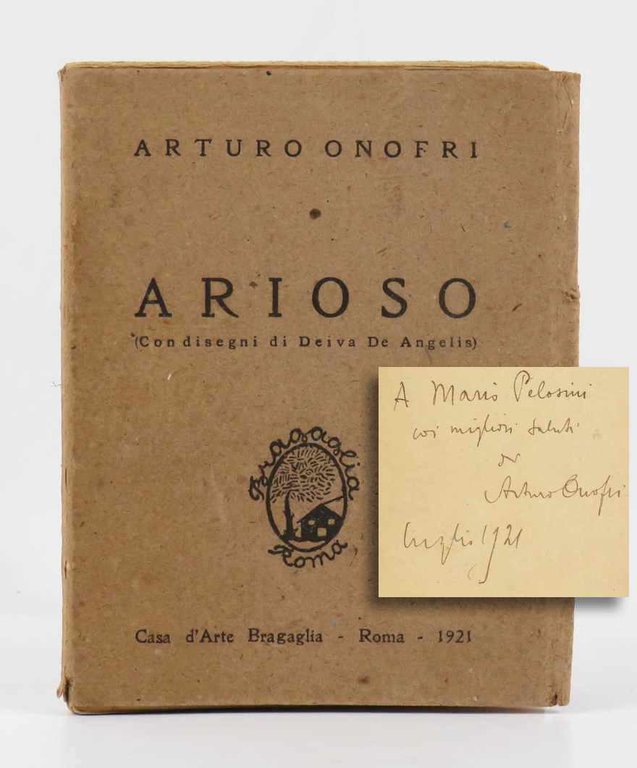 ARTURO ONOFRI
ARIOSO
(Con disegni di Deiva De Angelis)
Bragaglia
Roma
Casa d'Arte Bragaglia - Roma - 1921
A Mario Pelosini
coi migliori saluti
di
Arturo Onofri
luglio 1921